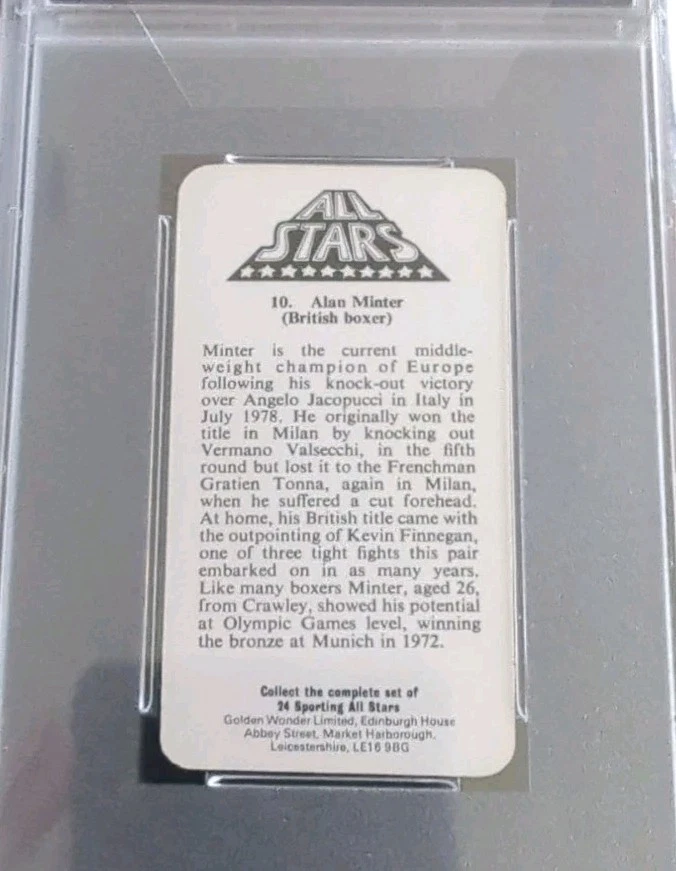 ALL
STARS
10. Alan Minter
(British boxer)
Minter is the current middle-
weight champion of Europe
following his knock-out victory
over Angelo Jacopucci in Italy in
July 1978. He originally won the
title in Milan by knocking out
Vermano Valsecchi, in the fifth
round but lost it to the Frenchman
Gratien Tonna, again in Milan,
when he suffered a cut forehead.
At home, his British title came with
the outpointing of Kevin Finnegan,
one of three tight fights this pair
embarked on in as many years.
Like many boxers Minter, aged 26,
from Crawley, showed his potential
at Olympic Games level, winning
the bronze at Munich in 1972.
Collect the complete set of
24 Sporting All Stars
Golden Wonder Limited, Edinburgh House
Abbey Street, Market Harborough,
Leicestershire, LE16 9BG